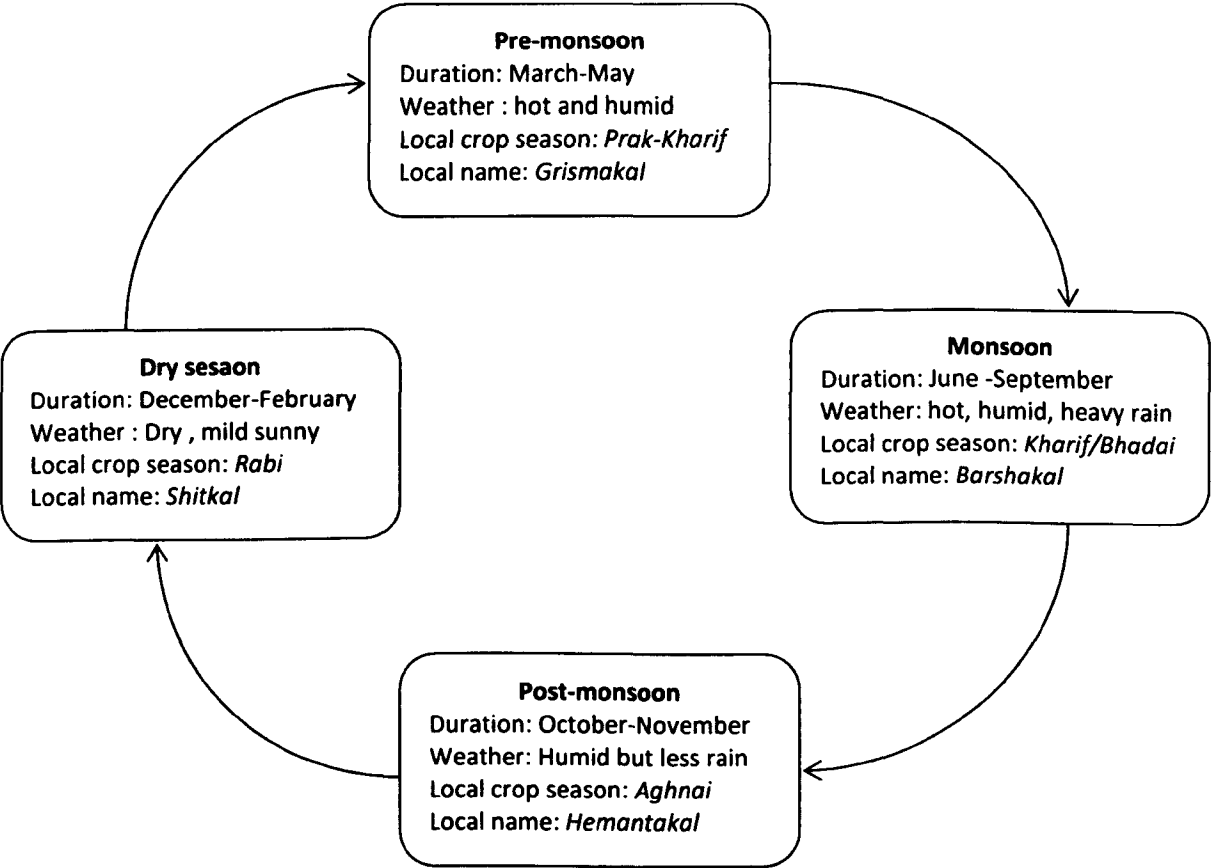 Pre-monsoon
Duration: March-May
Weather : hot and humid
Local crop season: Prak-Kharif
Local name: Grismakal
Monsoon
Duration: June -September
Weather: hot, humid, heavy rain
Local crop season: Kharif/Bhadai
Local name: Barshakal
Post-monsoon
Duration: October-November
Weather: Humid but less rain
Local crop season: Aghnai
Local name: Hemantakal
Dry sesaon
Duration: December-February
Weather : Dry , mild sunny
Local crop season: Rabi
Local name: Shitkal